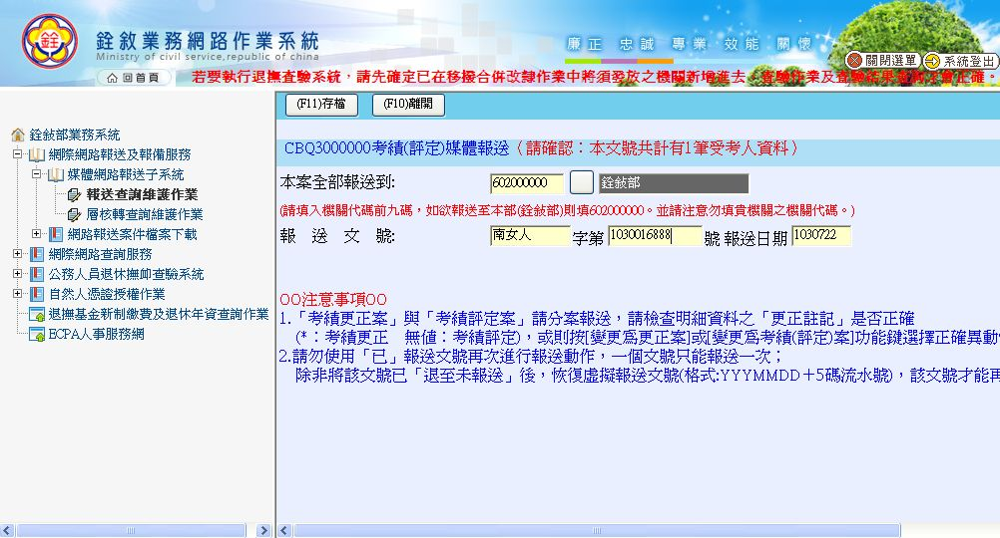 銓敘業務網路作業系統
Ministry of civil service,republic of china
廉正 忠誠 專業 效能 關懷
回首頁
關閉選單 系統登出
若要執行退撫查驗系統，請先確定已在移撥合併改隸作業中將須發放之機關新增進去，查驗作業及查驗結果查詢才會正確。
(F11)存檔 (F10)離開
銓敘部業務系統
網際網路報送及報備服務
媒體網路報送子系統
報送查詢維護作業
層核轉查詢維護作業
網路報送案件檔案下載
網際網路查詢服務
公務人員退休撫卹查驗系統
自然人憑證授權作業
退撫基金新制繳費及退休年資查詢作業
ECPA人事服務網
CBQ3000000考績(評定)媒體報送（請確認：本文號共計有1筆受考人資料）
本案全部報送到: 602000000 銓敘部
(請填入機關代碼前九碼，如欲報送至本部(銓敘部)則填602000000。並請注意勿填貴機關之機關代碼。)
報 送 文 號: 南女人 字第 1030016888 號 報送日期 1030722
OO注意事項OO
1.「考績更正案」與「考績評定案」請分案報送，請檢查明細資料之「更正註記」是否正確
(*：考績更正 無値：考績評定)，或則按[變更為更正案]或[變更為考績(評定)案]功能鍵選擇正確異動
2.請勿使用「已」報送文號再次進行報送動作，一個文號只能報送一次；
除非將該文號已「退至未報送」後，恢復虛擬報送文號(格式:YYYMMDD＋5碼流水號)，該文號才能再